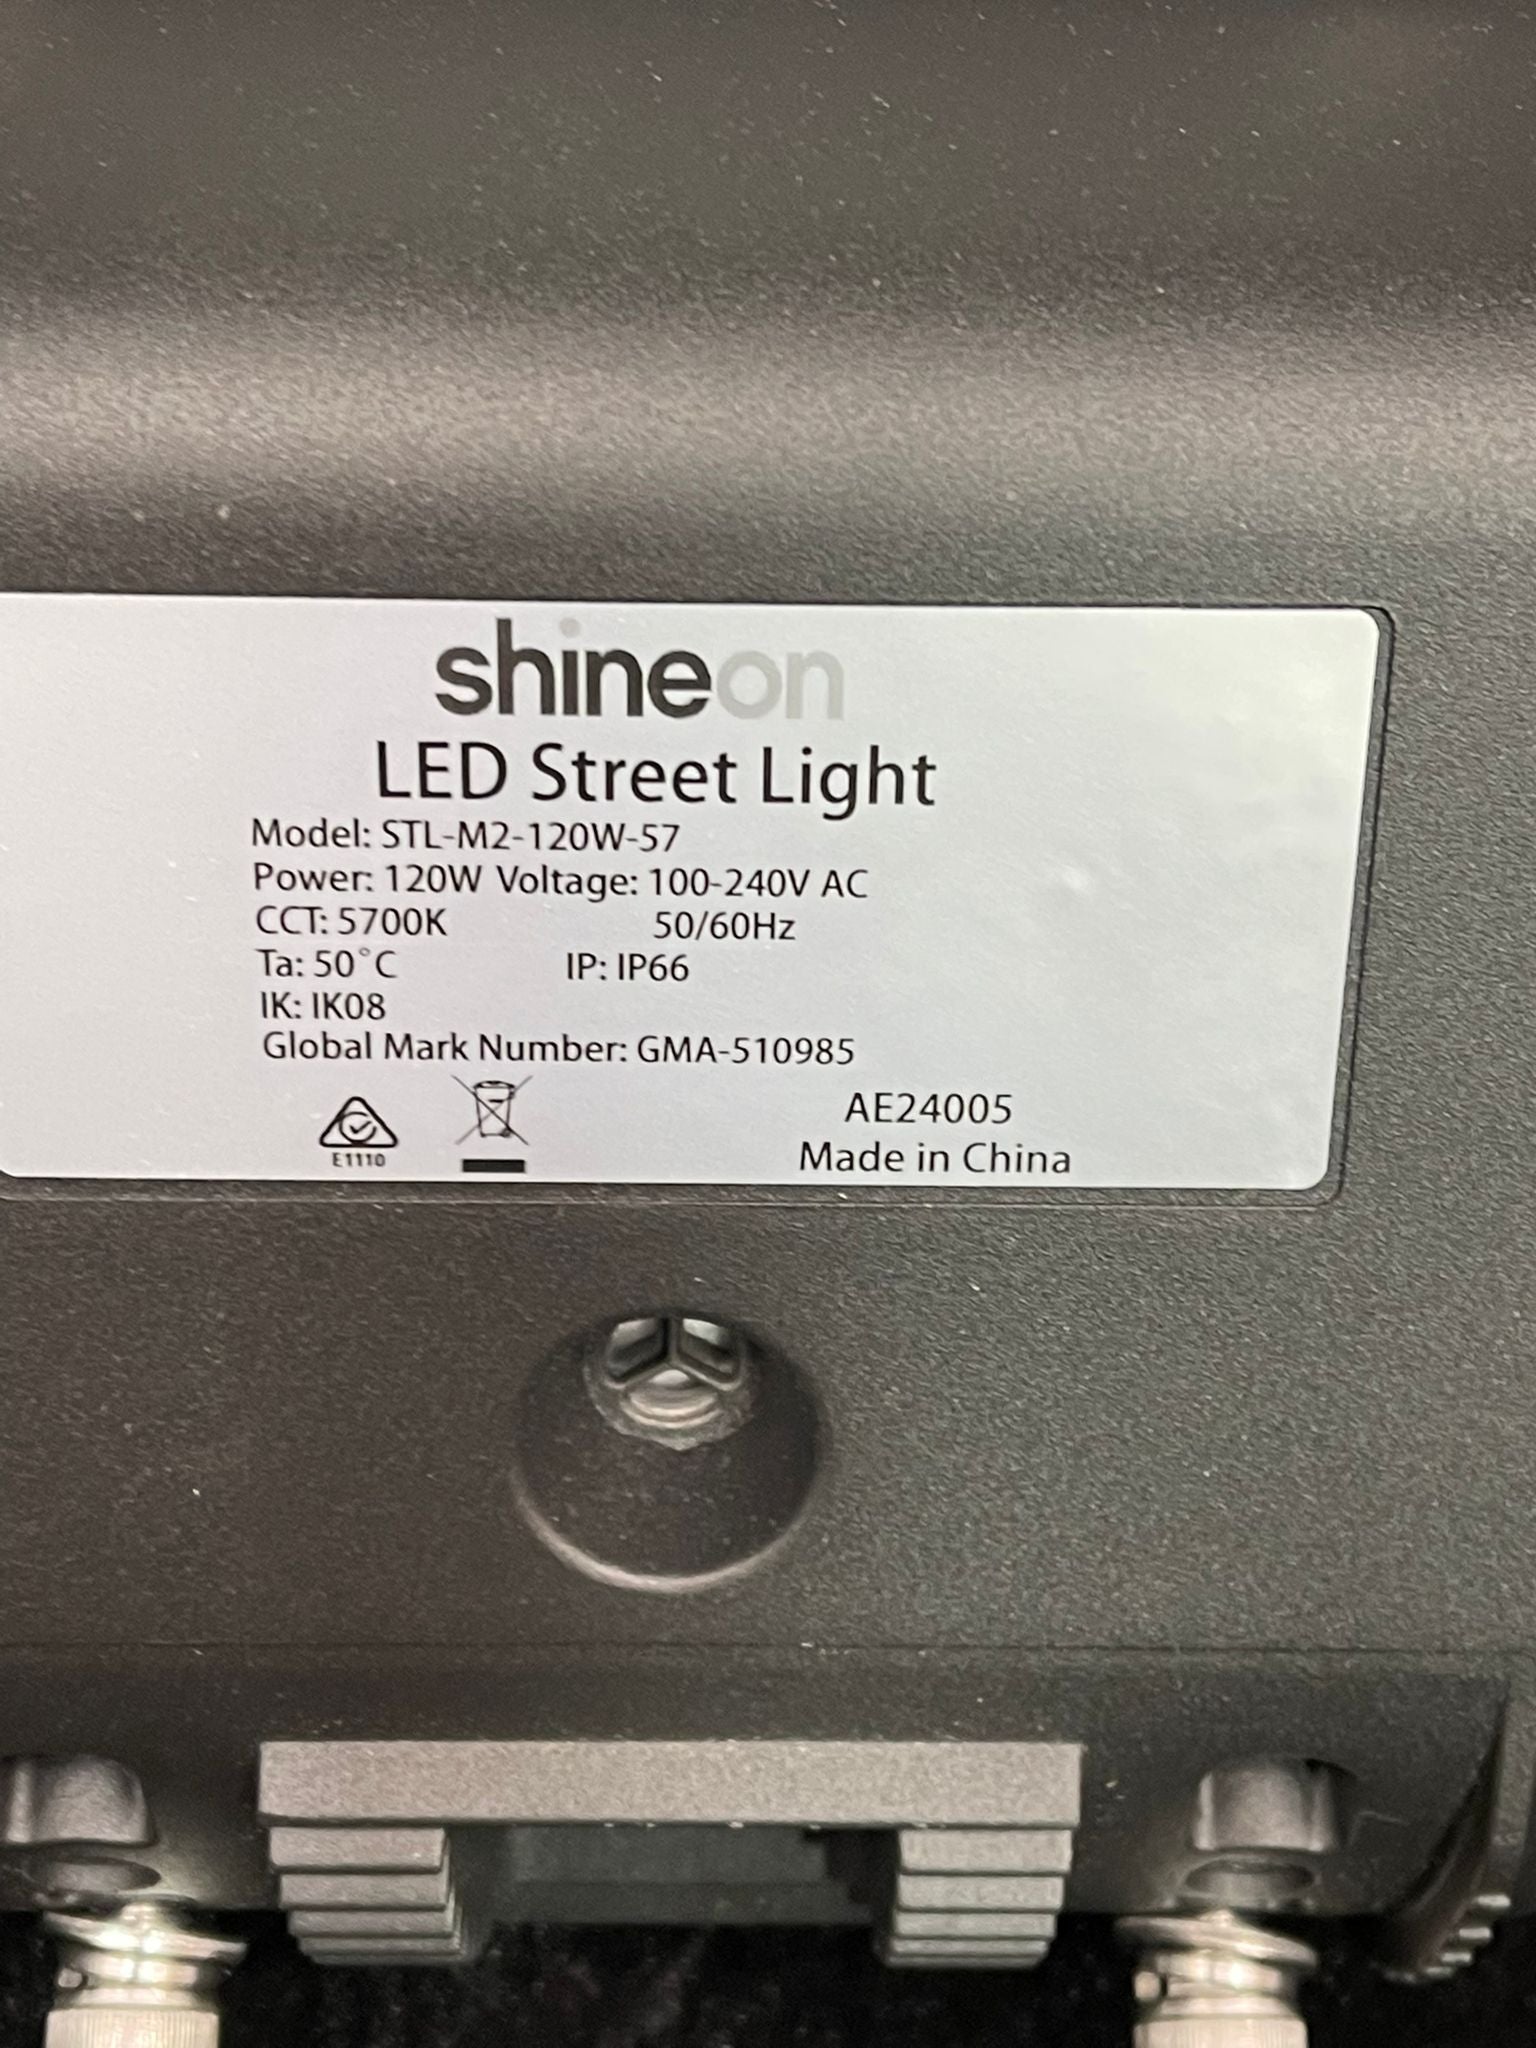 shineon
LED Street Light
Model: STL-M2-120W-57
Power: 120W Voltage: 100-240V AC
CCT: 5700K 50/60Hz
Ta: 50°C IP: IP66
IK: IK08
Global Mark Number: GMA-510985
E1110
AE24005
Made in China